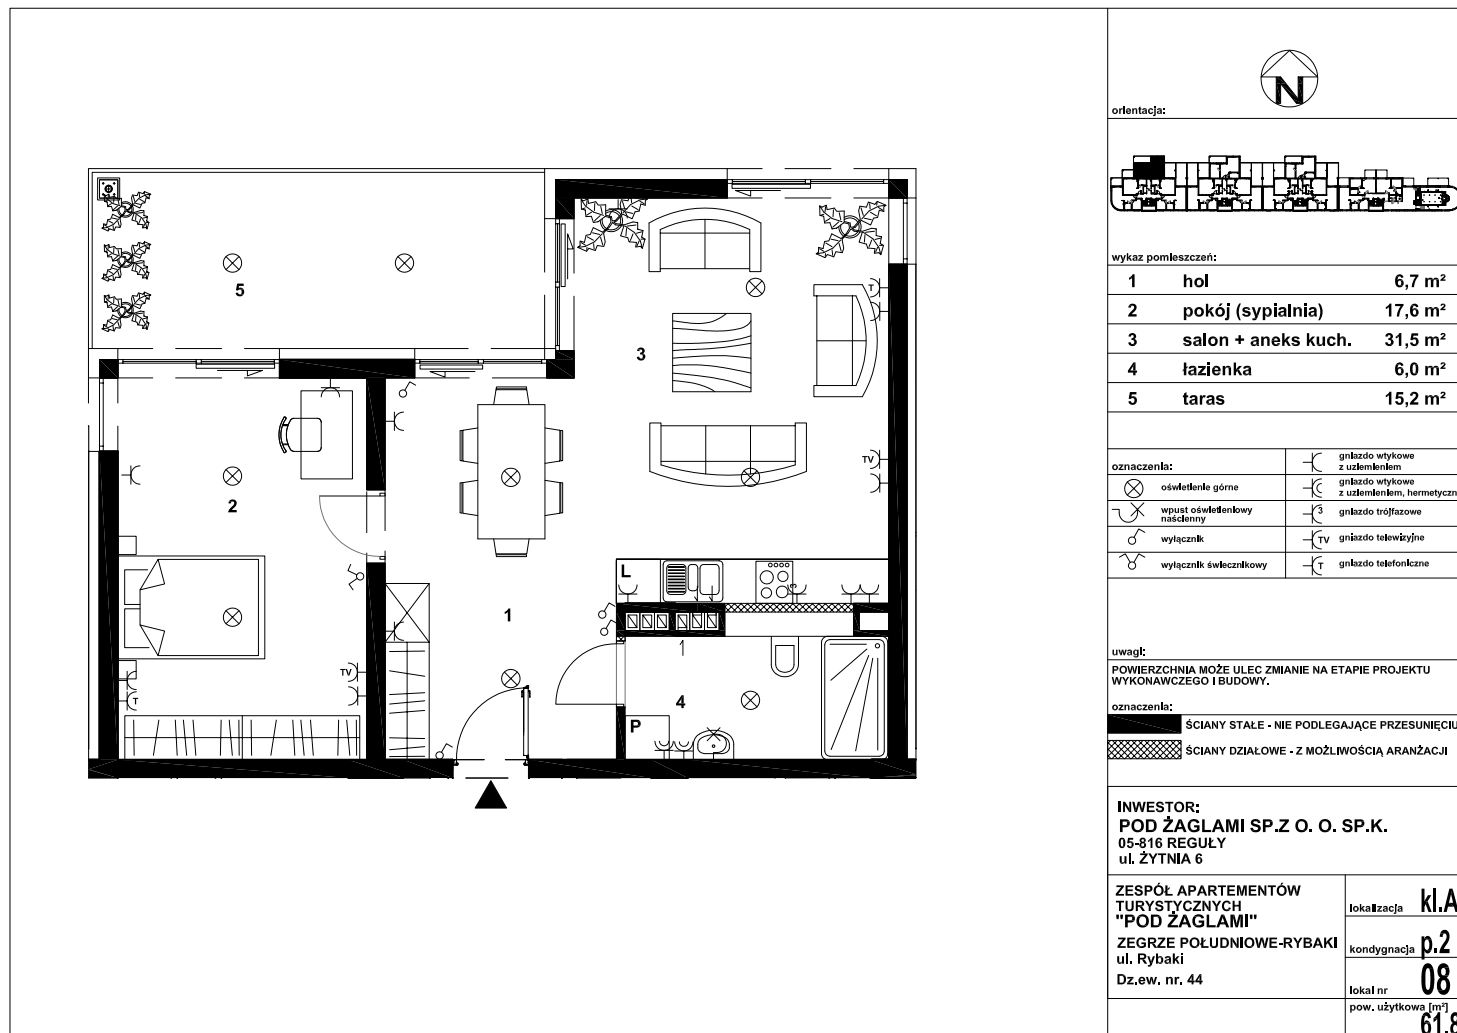 N
orientacja:
wykaz pomieszczeń:
1 hol 6,7 m²
2 pokój (sypialnia) 17,6 m²
3 salon + aneks kuch. 31,5 m²
4 łazienka 6,0 m²
5 taras 15,2 m²
oznaczenia:
gniazdo wtykowe
z uziemieniem
oświetlenie górne
gniazdo wtykowe
z uziemieniem, hermetyczn
wpust oświetleniowy
naścienny
3 gniazdo trójfazowe
wyłącznik
TV gniazdo telewizyjne
wyłącznik świecznikowy
T gniazdo telefoniczne
uwagi:
POWIERZCHNIA MOŻE ULEC ZMIANIE NA ETAPIE PROJEKTU
WYKONAWCZEGO I BUDOWY.
oznaczenia:
ŚCIANY STAŁE - NIE PODLEGAJĄCE PRZESUNIĘCIU
ŚCIANY DZIAŁOWE - Z MOŻLIWOŚCIĄ ARANŻACJI
INWESTOR:
POD ŻAGLAMI SP.Z O. O. SP.K.
05-816 REGUŁY
ul. ŻYTNIA 6
ZESPÓŁ APARTEMENTÓW
TURYSTYCZNYCH
"POD ŻAGLAMI"
ZEGRZE POŁUDNIOWE-RYBAKI
ul. Rybaki
Dz.ew. nr. 44
lokalizacja kl.A
kondygnacja p.2
lokal nr 08
pow. użytkowa [m²]
61,8
5
3
T
TV
2
L
3
1
TV
T
4
P